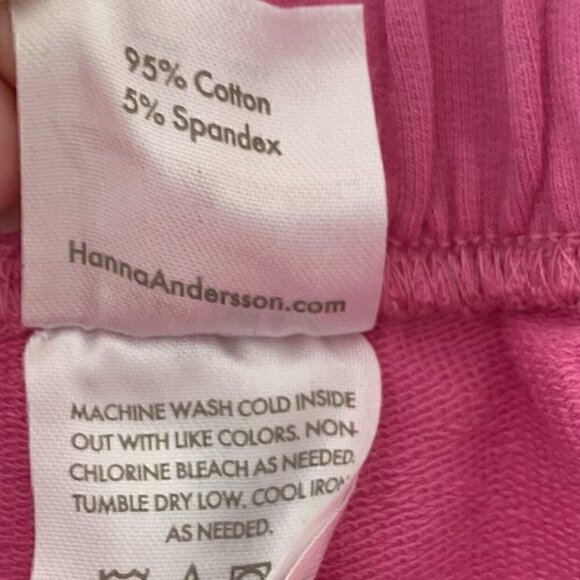 95% Cotton
5% Spandex
HannaAndersson.com
MACHINE WASH COLD INSIDE
OUT WITH LIKE COLORS. NON-
CHLORINE BLEACH AS NEEDED.
TUMBLE DRY LOW. COOL IRON
AS NEEDED.